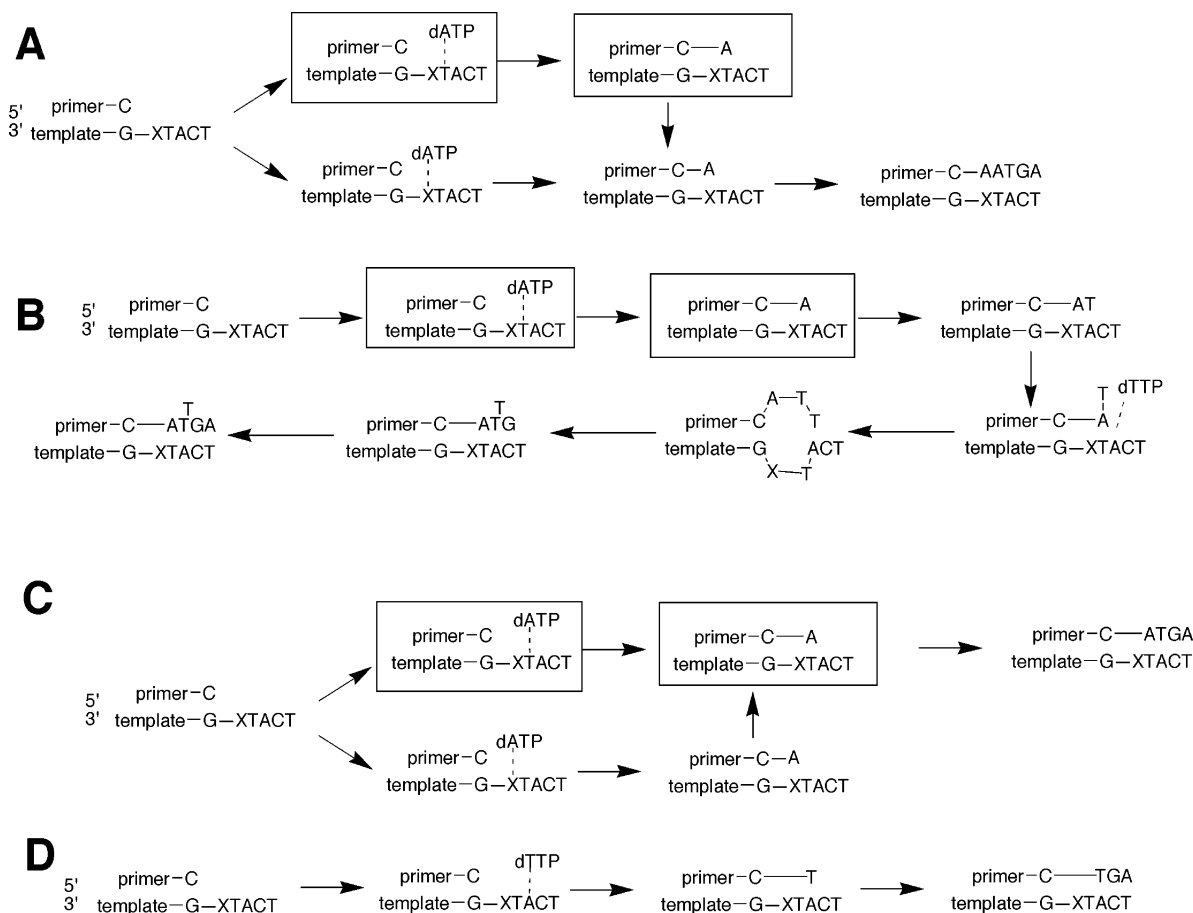 A
dATP
primer–C
template–G–XTACT
primer–C—A
template–G–XTACT
5' primer–C
3' template–G–XTACT
dATP
primer–C
template–G–XTACT
primer–C–A
template–G–XTACT
primer–C–AATGA
template–G–XTACT
B
5' primer–C
3' template–G–XTACT
dATP
primer–C
template–G–XTACT
primer–C—A
template–G–XTACT
primer–C—AT
template–G–XTACT
T
primer–C—ATGA
template–G–XTACT
T
primer–C—ATG
template–G–XTACT
A–T
primer–C T
template–G ACT
X—T
T dTTP
primer–C—A
template–G–XTACT
C
dATP
primer–C
template–G–XTACT
primer–C—A
template–G–XTACT
primer–C—ATGA
template–G–XTACT
5' primer–C
3' template–G–XTACT
dATP
primer–C
template–G–XTACT
primer–C–A
template–G–XTACT
D
5' primer–C
3' template–G–XTACT
dTTP
primer–C
template–G–XTACT
primer–C—T
template–G–XTACT
primer–C—TGA
template–G–XTACT